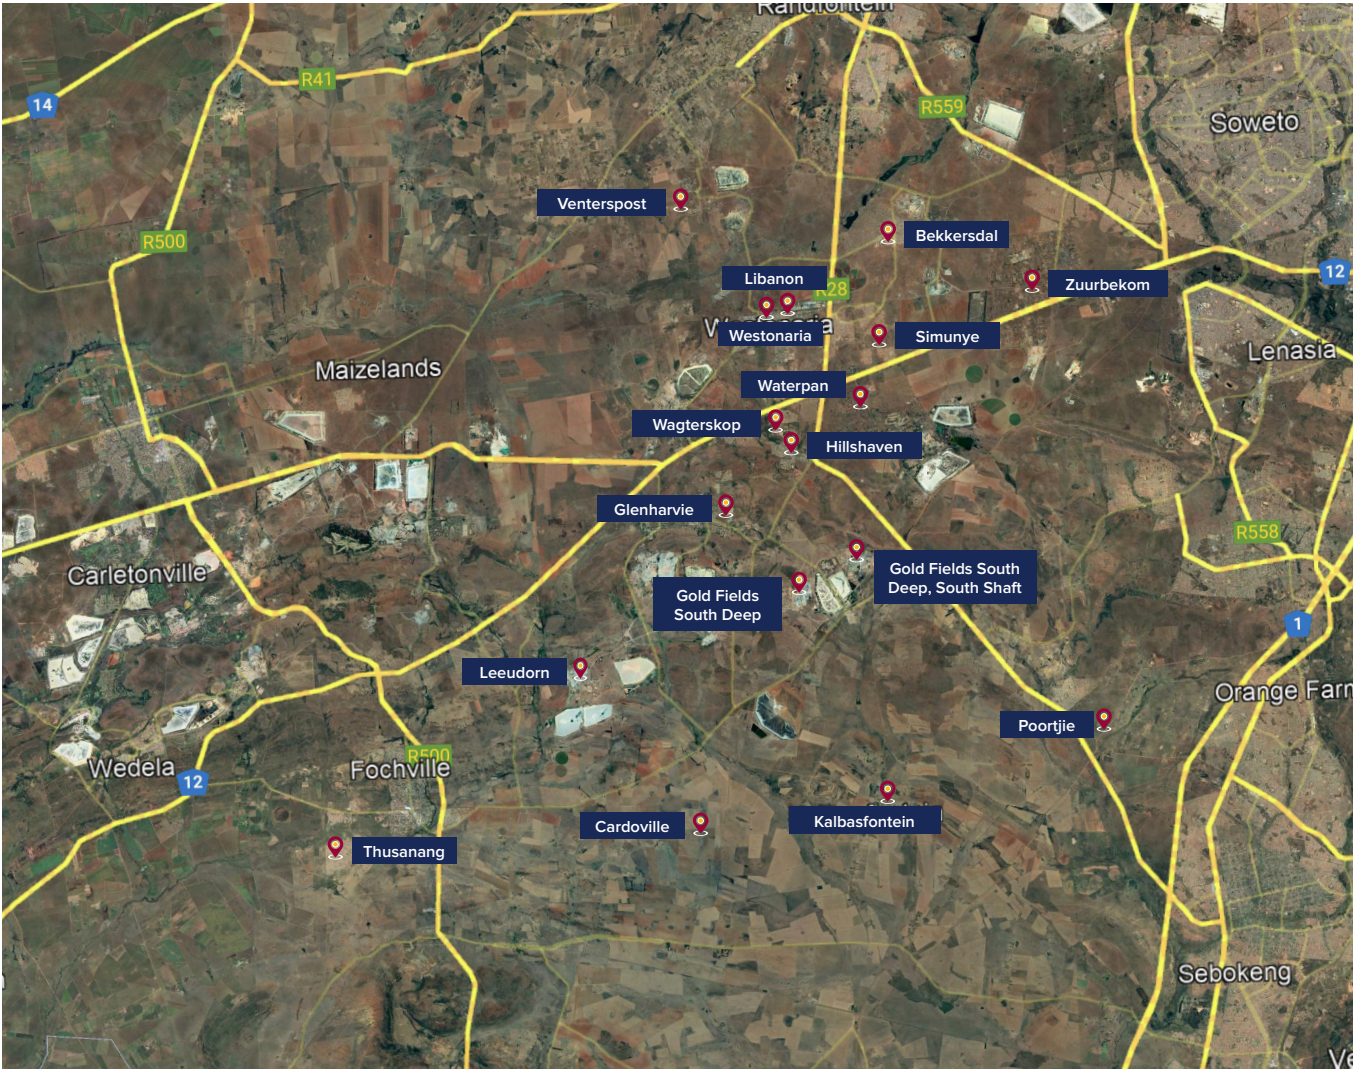 Randfontein
R41
14
R559
Soweto
Venterspost
R500
Bekkersdal
12
Libanon
Zuurbekom
R28
Westonaria
Simunye
Lenasia
Maizelands
Waterpan
Wagterskop
Hillshaven
Glenharvie
R558
Carletonville
Gold Fields South
Deep, South Shaft
Gold Fields
South Deep
1
Leeudorn
Orange Farm
Poortjie
R500
Wedela
Fochville
12
Kalbasfontein
Cardoville
Thusanang
Sebokeng